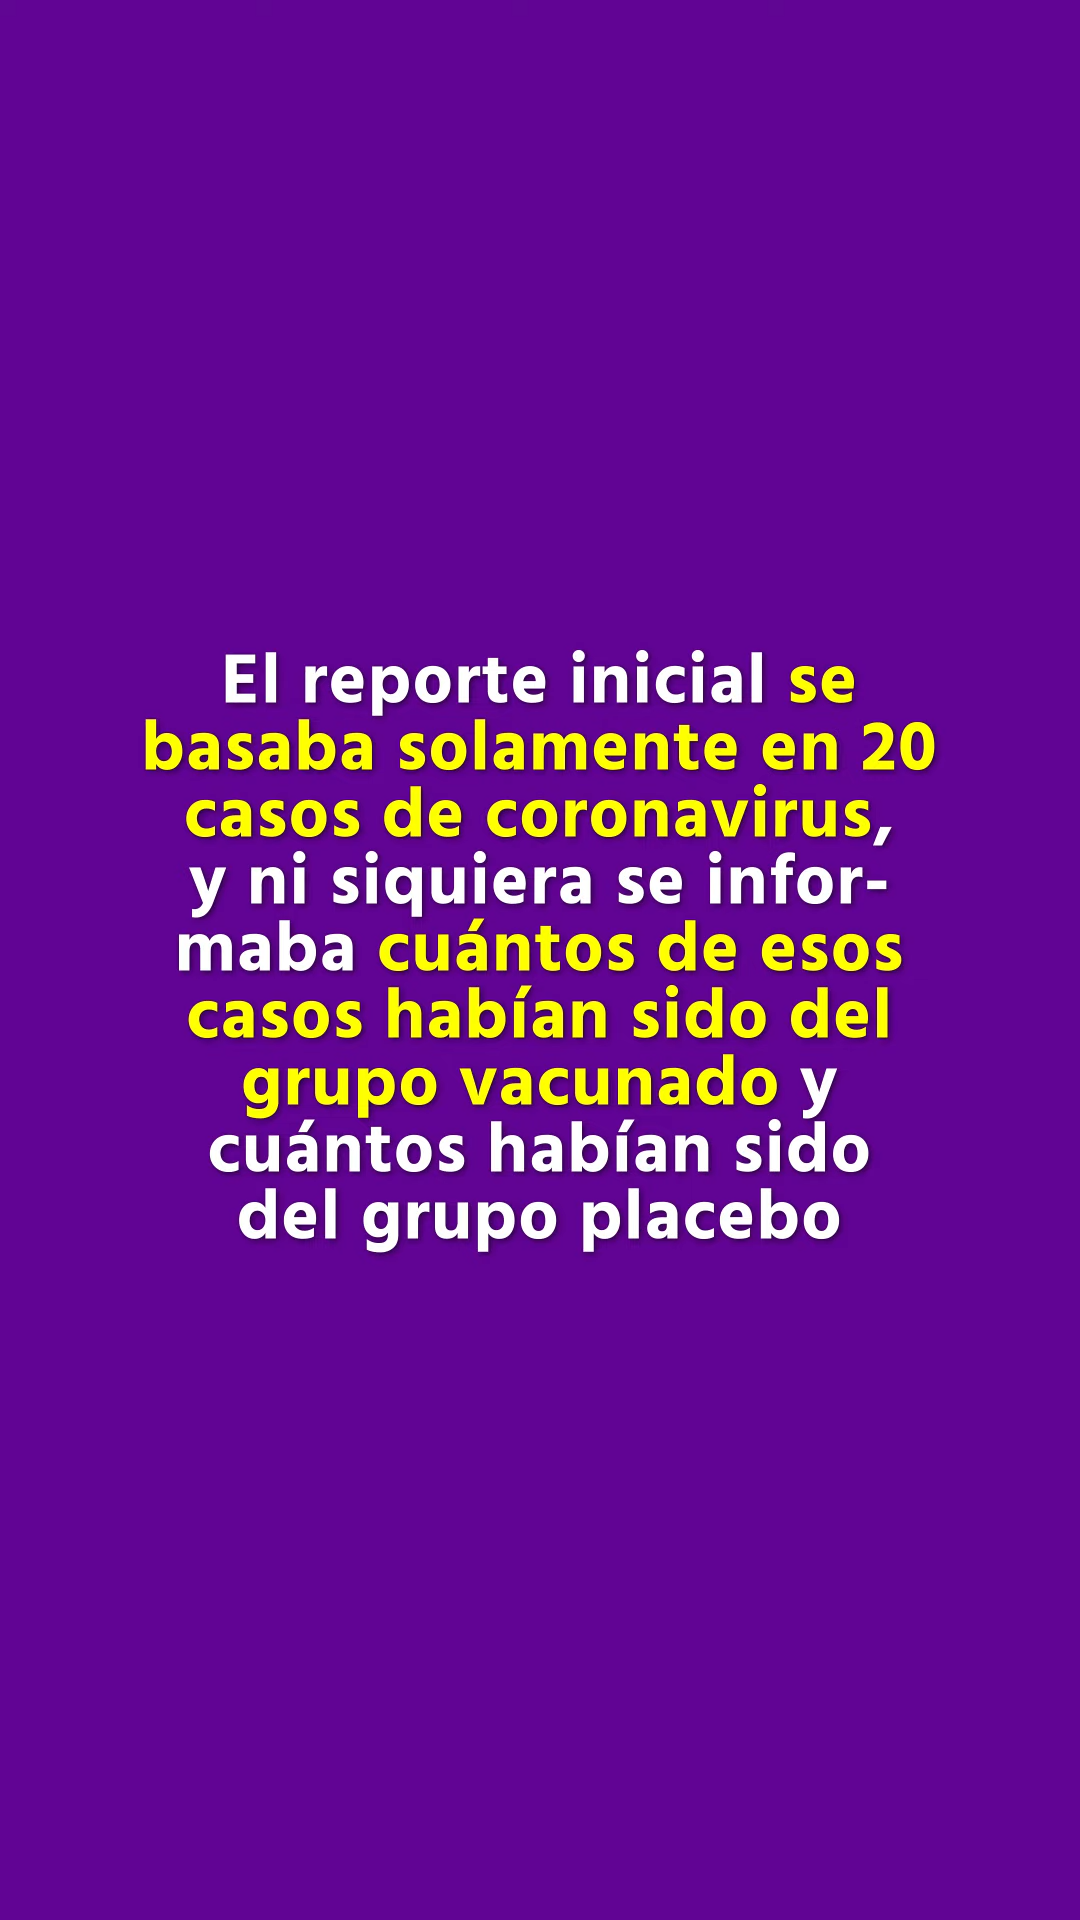 El reporte inicial se
basaba solamente en 20
casos de coronavirus,
y ni siquiera se infor-
maba cuántos de esos
casos habían sido del
grupo vacunado y
cuántos habían sido
del grupo placebo